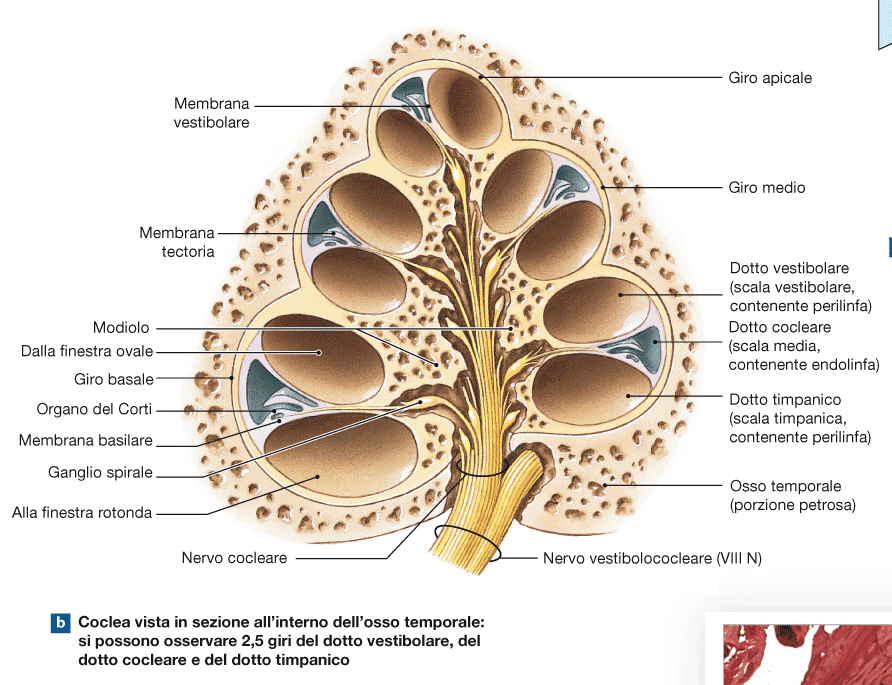 Giro apicale
Membrana
vestibolare
Giro medio
Membrana
tectoria
Dotto vestibolare
(scala vestibolare,
contenente perilinfa)
Modiolo
Dotto cocleare
(scala media,
contenente endolinfa)
Dalla finestra ovale
Giro basale
Organo del Corti
Dotto timpanico
(scala timpanica,
contenente perilinfa)
Membrana basilare
Ganglio spirale
Osso temporale
(porzione petrosa)
Alla finestra rotonda
Nervo cocleare
Nervo vestibolococleare (VIII N)
b Coclea vista in sezione all'interno dell'osso temporale:
si possono osservare 2,5 giri del dotto vestibolare, del
dotto cocleare e del dotto timpanico